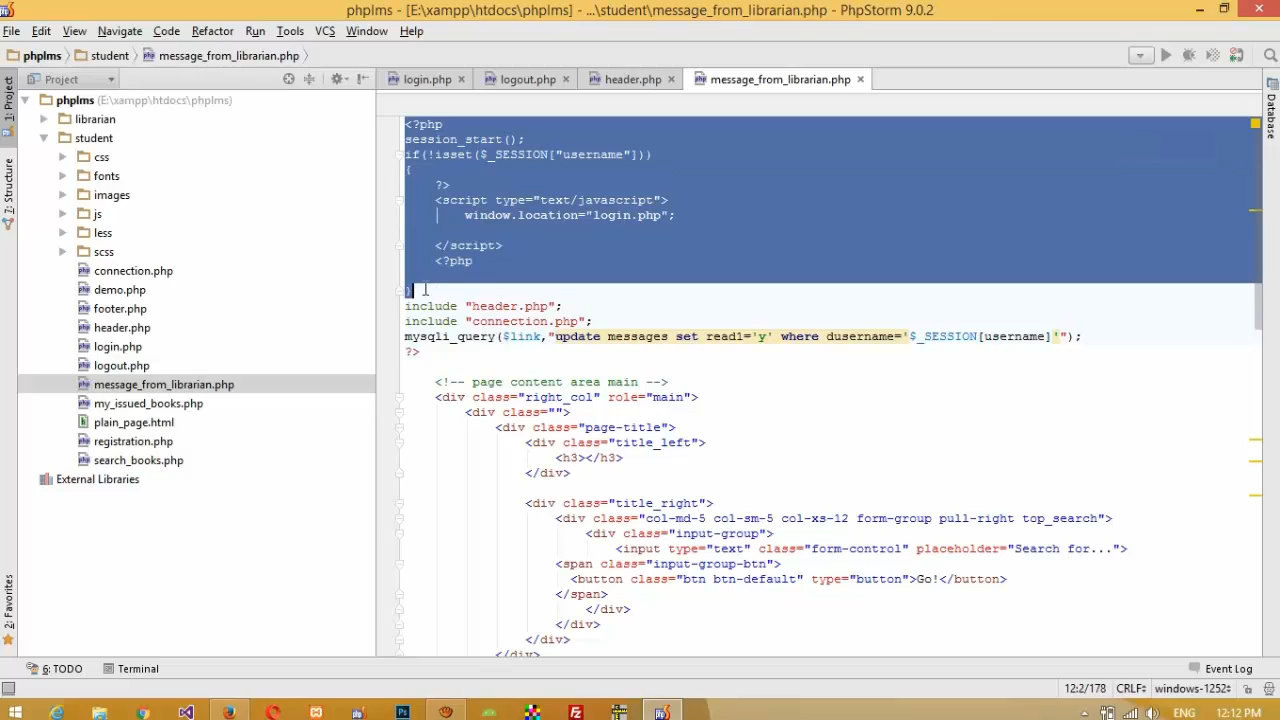 phplms - [E:\xampp\htdocs\phplms] - ...\student\message_from_librarian.php - PhpStorm 9.0.2
File Edit View Navigate Code Refactor Run Tools VCS Window Help
phplms student message_from_librarian.php
Project
login.php logout.php header.php message_from_librarian.php
1: Project
7: Structure
2: Favorites
Database
phplms (E:\xampp\htdocs\phplms)
librarian
student
css
fonts
images
js
less
scss
connection.php
demo.php
footer.php
header.php
login.php
logout.php
message_from_librarian.php
my_issued_books.php
plain_page.html
registration.php
search_books.php
External Libraries
<?php
session_start();
if(!isset($_SESSION["username"]))
{
?>
<script type="text/javascript">
window.location="login.php";
</script>
<?php
}
include "header.php";
include "connection.php";
mysqli_query($link,"update messages set read1='y' where dusername='$_SESSION[username]'");
?>
<!-- page content area main -->
<div class="right_col" role="main">
<div class="">
<div class="page-title">
<div class="title_left">
<h3></h3>
</div>
<div class="title_right">
<div class="col-md-5 col-sm-5 col-xs-12 form-group pull-right top_search">
<div class="input-group">
<input type="text" class="form-control" placeholder="Search for...">
<span class="input-group-btn">
<button class="btn btn-default" type="button">Go!</button>
</span>
</div>
</div>
</div>
</div>
6: TODO Terminal Event Log
12:2/178 CRLF windows-1252
ENG 12:12 PM